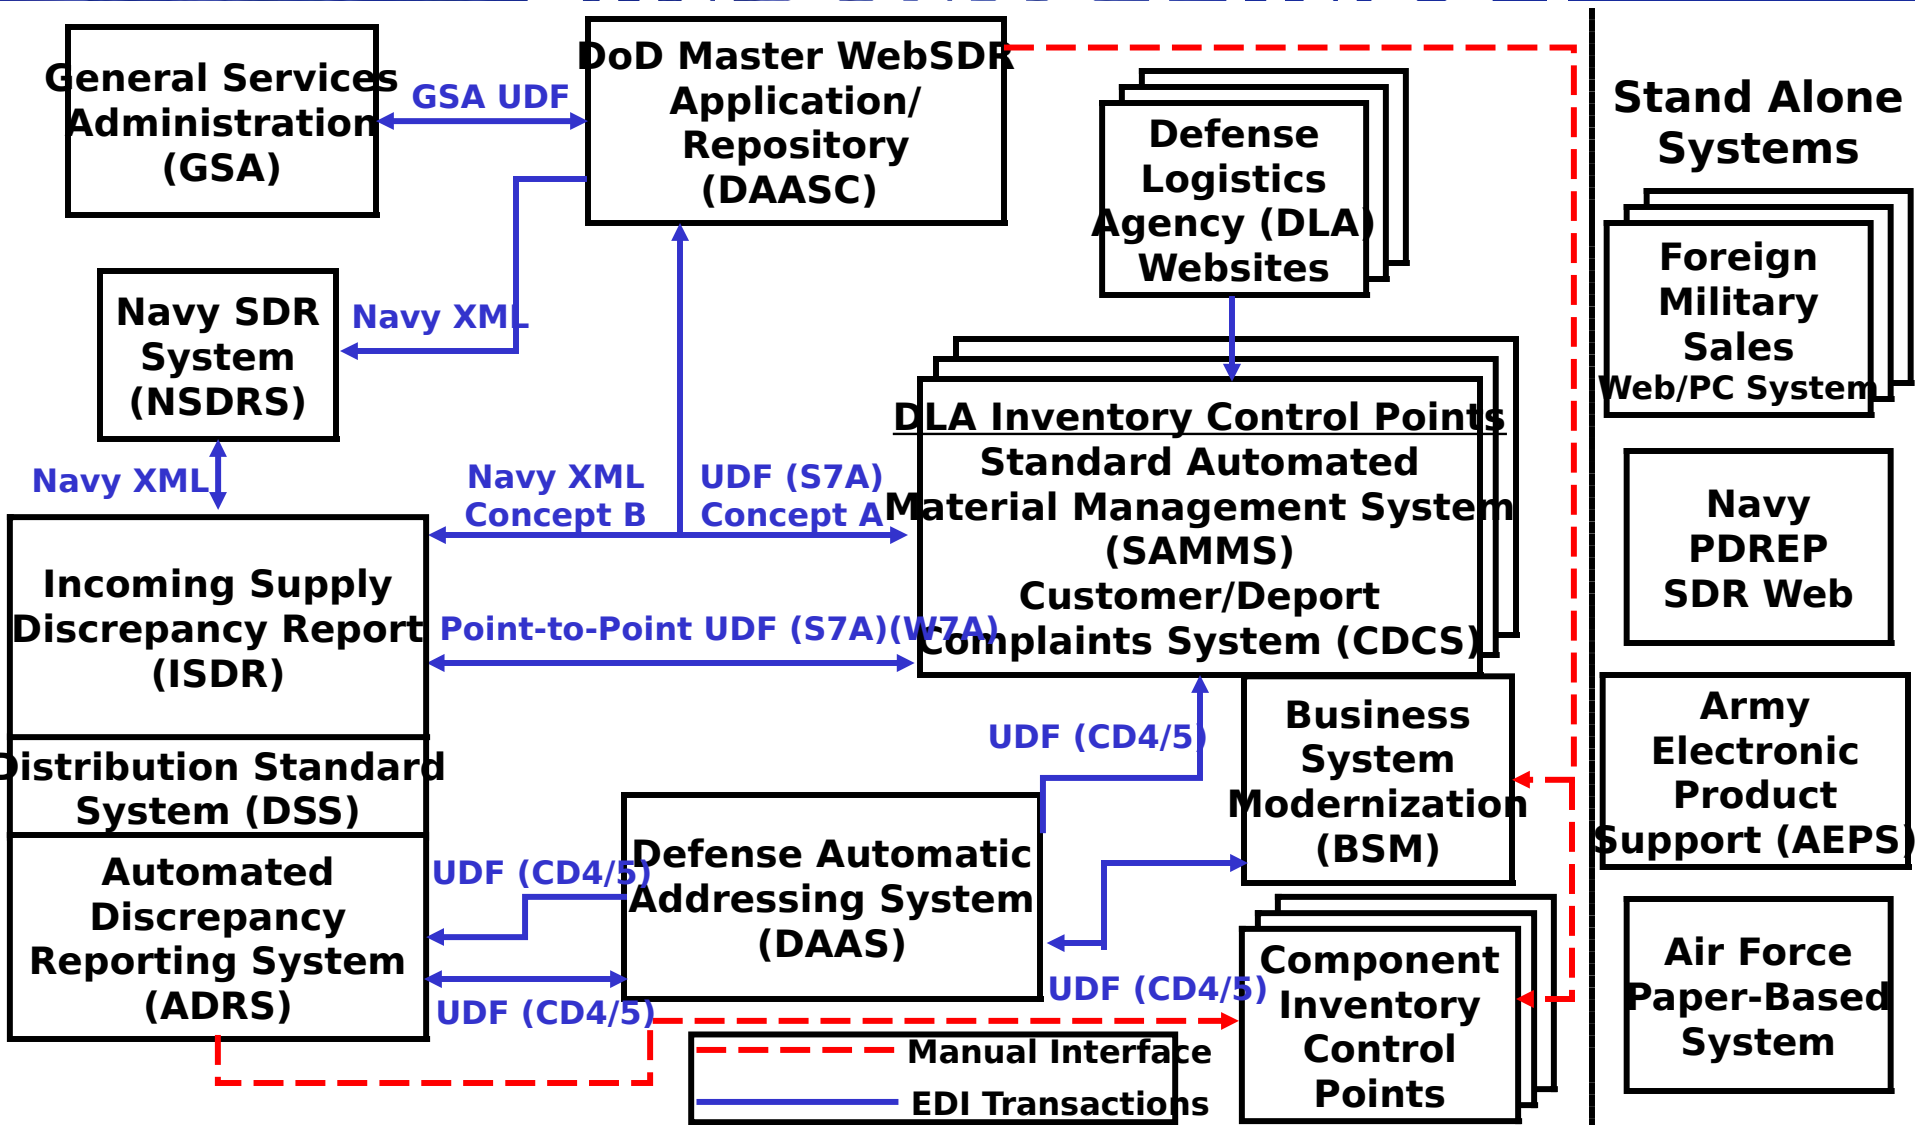 General Services
Administration
(GSA)
GSA UDF
DoD Master WebSDR
Application/
Repository
(DAASC)
Defense
Logistics
Agency (DLA)
Websites
Stand Alone
Systems
Foreign
Military
Sales
Web/PC System
Navy SDR
System
(NSDRS)
Navy XML
Navy XML
Navy XML
Concept B
UDF (S7A)
Concept A
DLA Inventory Control Points
Standard Automated
Material Management System
(SAMMS)
Customer/Deport
Complaints System (CDCS)
Navy
PDREP
SDR Web
Incoming Supply
Discrepancy Report
(ISDR)
Point-to-Point UDF (S7A)(W7A)
Distribution Standard
System (DSS)
UDF (CD4/5)
Business
System
Modernization
(BSM)
Army
Electronic
Product
Support (AEPS)
Automated
Discrepancy
Reporting System
(ADRS)
UDF (CD4/5)
UDF (CD4/5)
Defense Automatic
Addressing System
(DAAS)
UDF (CD4/5)
Component
Inventory
Control
Points
Air Force
Paper-Based
System
Manual Interface
EDI Transactions